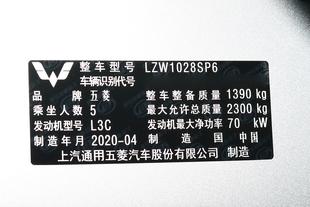 整车型号 LZW1028SP6
车辆识别代号
品牌 五菱 整车整备质量 1390 kg
乘坐人数 5 最大允许总质量 2300 kg
发动机型号 L3C 发动机最大净功率 70 kW
制造年月 2020-04 制造国 中国
上汽通用五菱汽车股份有限公司 制造